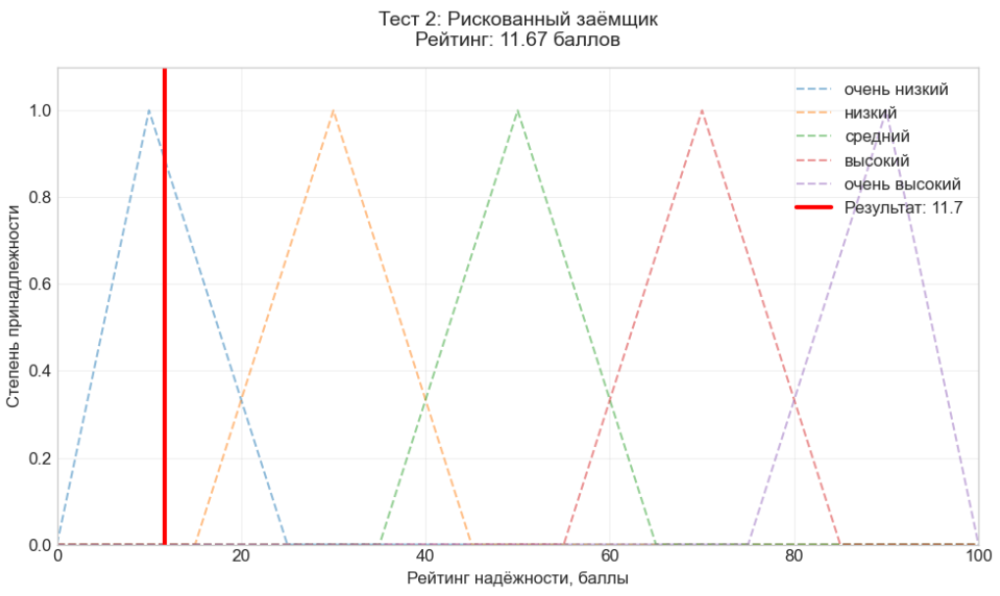 Тест 2: Рискованный заёмщик
Рейтинг: 11.67 баллов
очень низкий
низкий
средний
высокий
очень высокий
Результат: 11.7
Степень принадлежности
1.0
0.8
0.6
0.4
0.2
0.0
0 20 40 60 80 100
Рейтинг надёжности, баллы